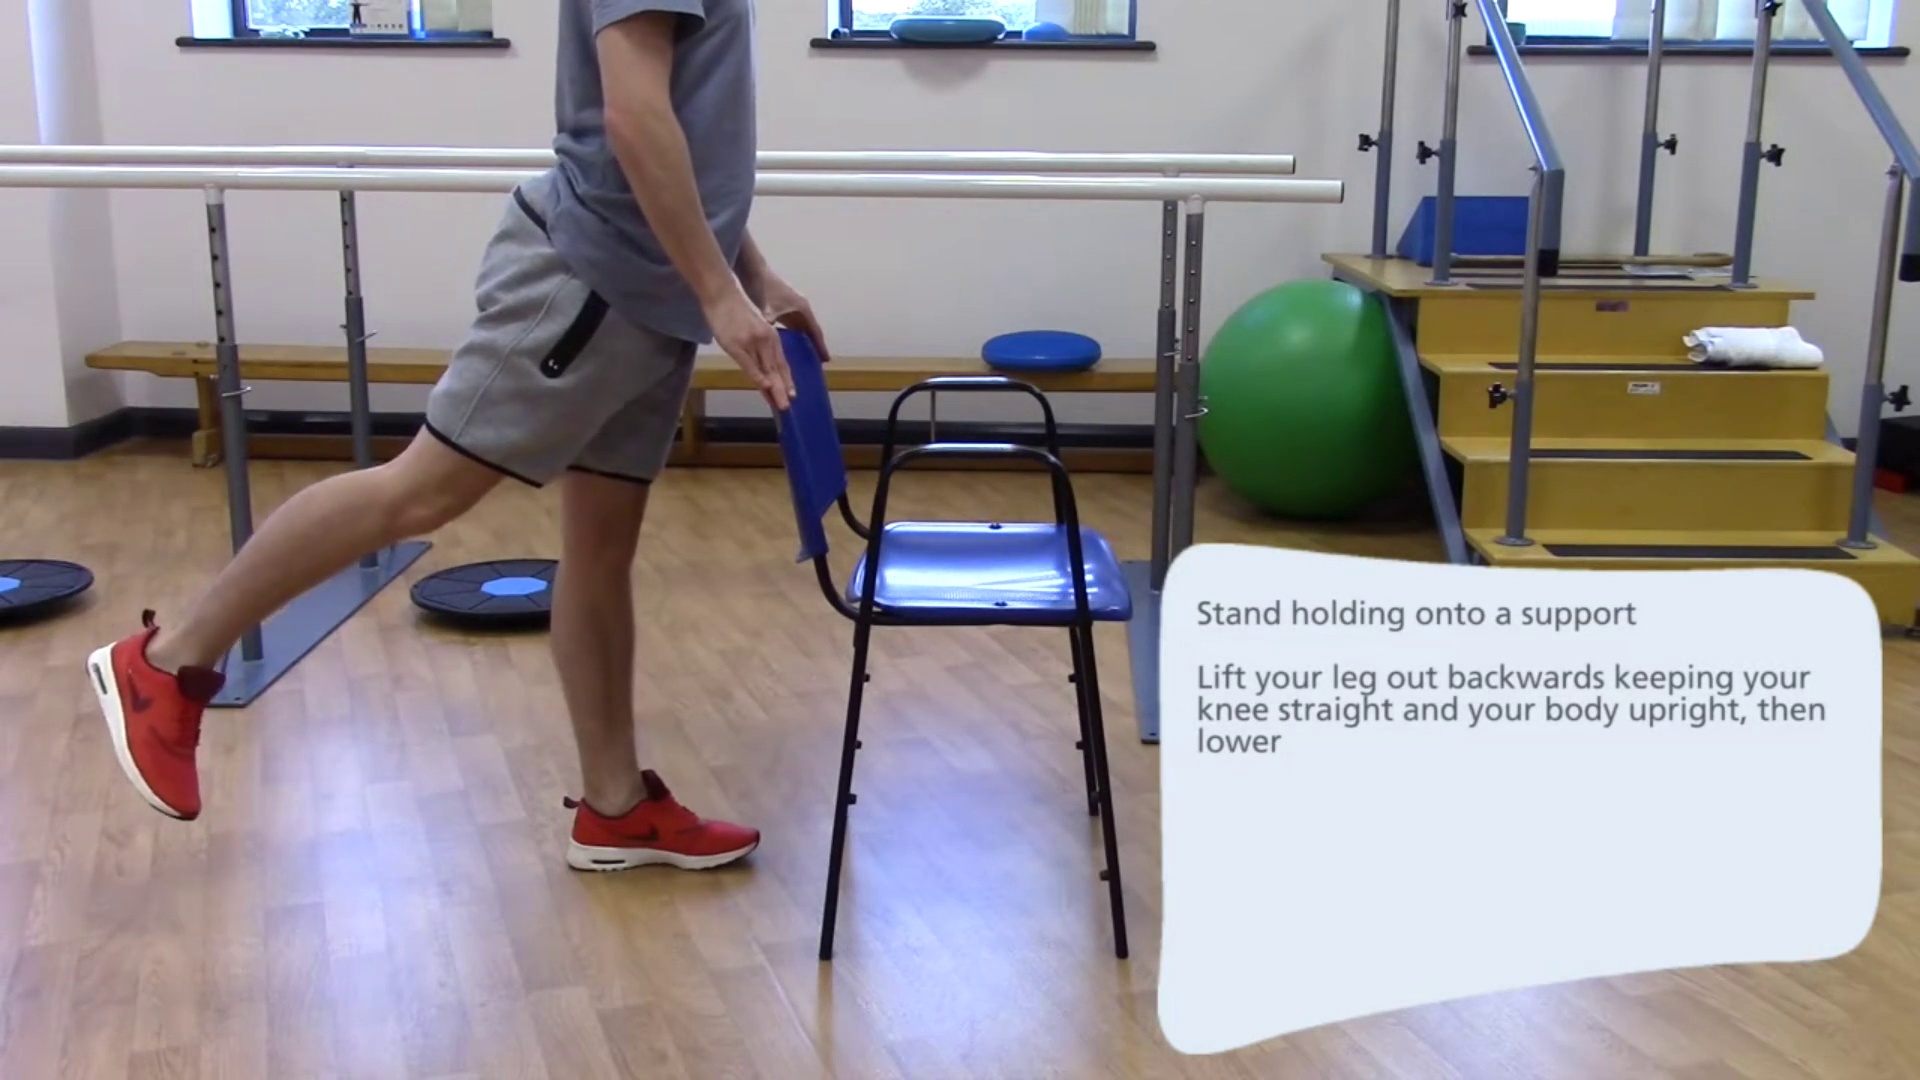 Stand holding onto a support
Lift your leg out backwards keeping your
knee straight and your body upright, then
lower